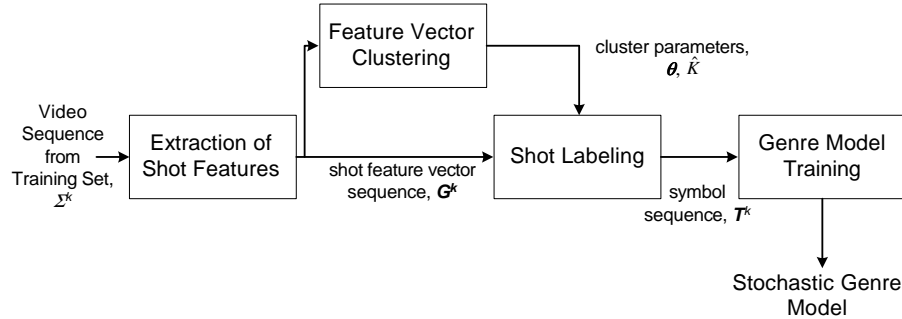 Feature Vector
Clustering
cluster parameters,
θ, K̂
Video
Sequence
from
Training Set,
Σᵏ
Extraction of
Shot Features
shot feature vector
sequence, Gᵏ
Shot Labeling
symbol
sequence, Tᵏ
Genre Model
Training
Stochastic Genre
Model